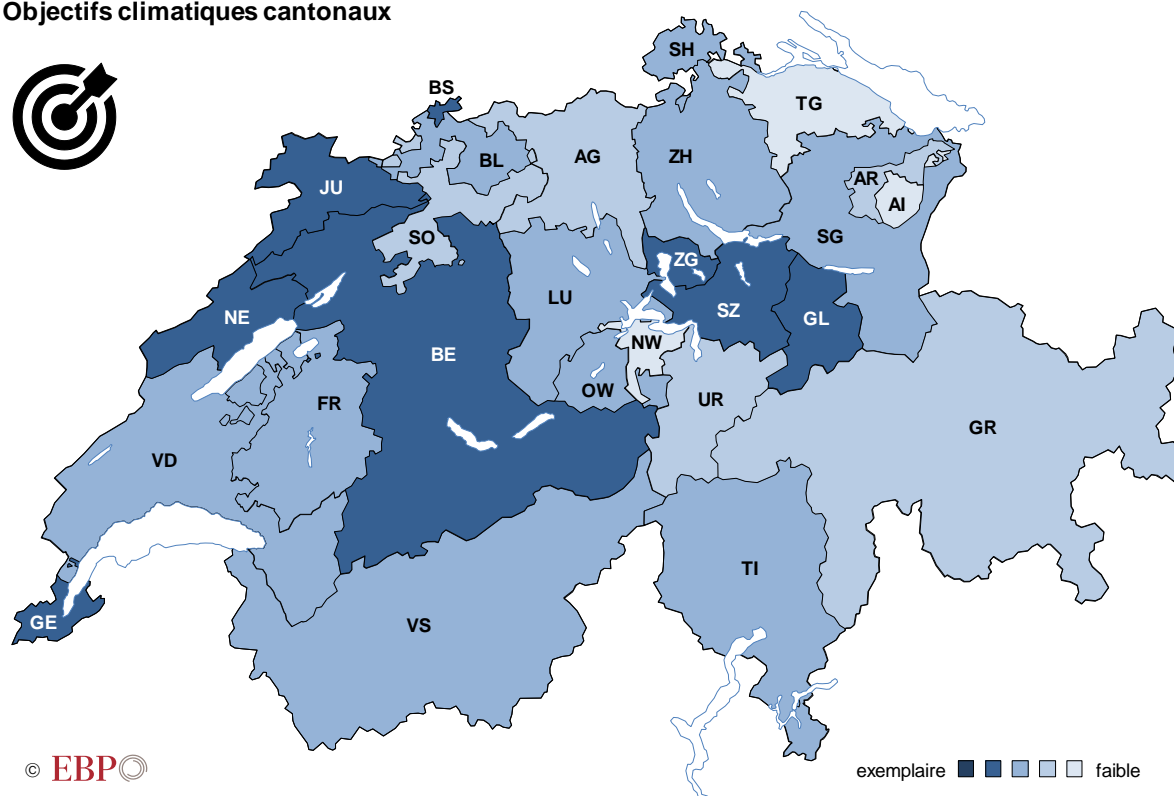 Objectifs climatiques cantonaux
SH
BS
TG
BL
AG
ZH
JU
AR
AI
SO
SG
ZG
LU
SZ
GL
NE
NW
BE
OW
UR
FR
GR
VD
TI
GE
VS
© EBP
exemplaire
faible